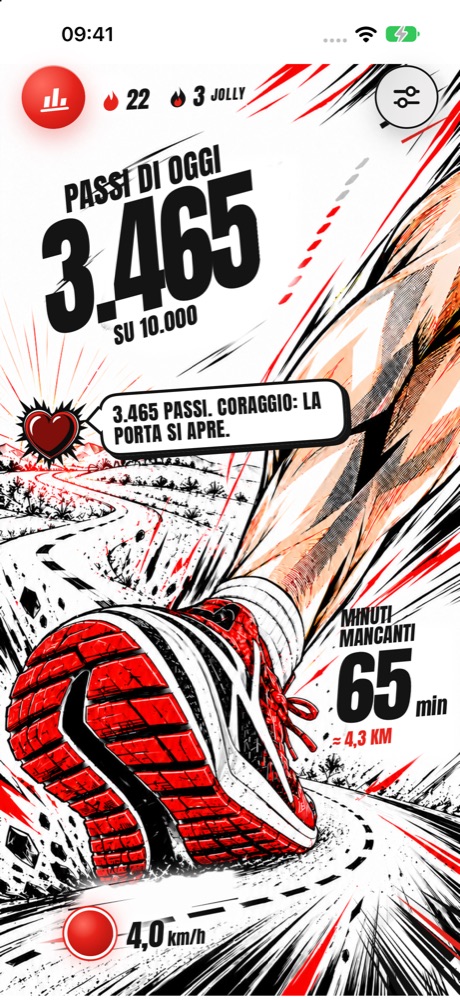 09:41
22
3 JOLLY
PASSI DI OGGI
3.465
SU 10.000
3.465 PASSI. CORAGGIO: LA
PORTA SI APRE.
MINUTI
MANCANTI
65 min
≈ 4,3 KM
4,0 km/h